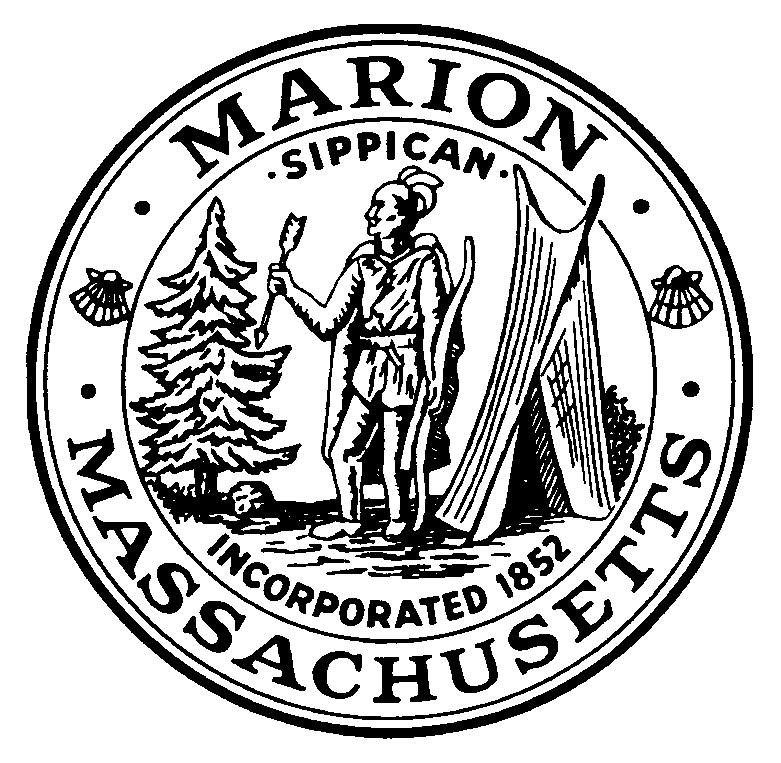 MARION
·SIPPICAN·
INCORPORATED 1852
MASSACHUSETTS